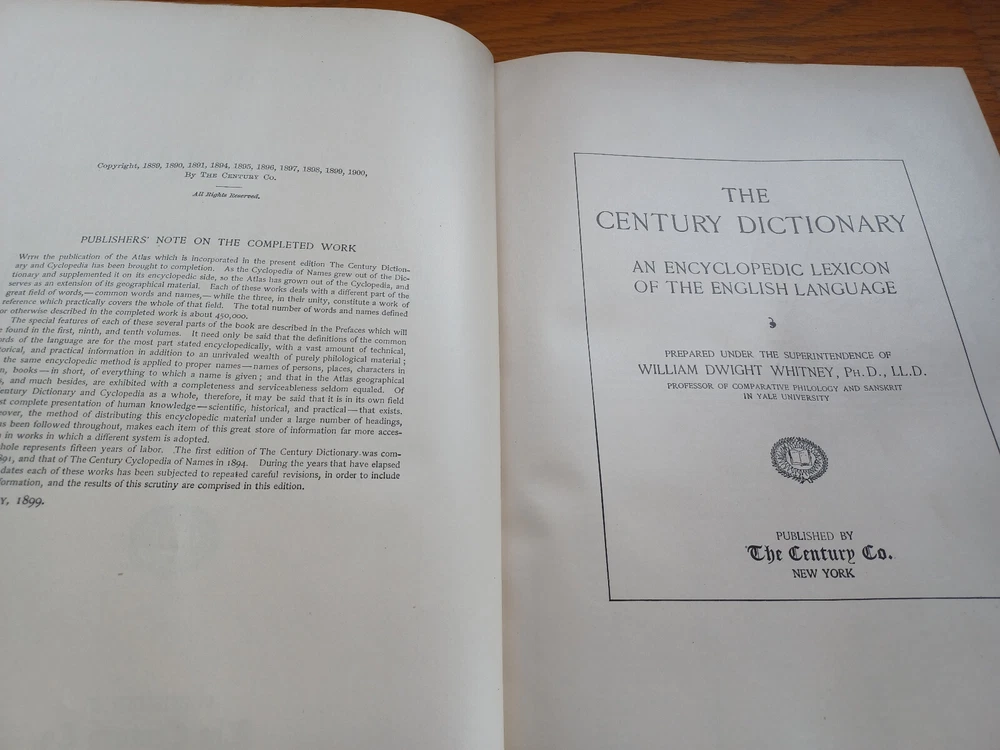 Copyright, 1889, 1890, 1891, 1894, 1895, 1896, 1897, 1898, 1899, 1900,
By The Century Co.
All Rights Reserved.
PUBLISHERS' NOTE ON THE COMPLETED WORK
With the publication of the Atlas which is incorporated in the present edition The Century Diction-
ary and Cyclopedia has been brought to completion. As the Cyclopedia of Names grew out of the Dic-
tionary and supplemented it on its encyclopedic side, so the Atlas has grown out of the Cyclopedia, and
serves as an extension of its geographical material. Each of these works deals with a different part of the
great field of words,—common words and names,—while the three, in their unity, constitute a work of
reference which practically covers the whole of that field. The total number of words and names defined
or otherwise described in the completed work is about 450,000.
The special features of each of these several parts of the book are described in the Prefaces which will
found in the first, ninth, and tenth volumes. It need only be said that the definitions of the common
of the language are for the most part stated encyclopedically, with a vast amount of technical,
and practical information in addition to an unrivaled wealth of purely philological material;
the same encyclopedic method is applied to proper names—names of persons, places, characters in
books—in short, of everything to which a name is given; and that in the Atlas geographical
and much besides, are exhibited with a completeness and serviceableness seldom equaled. Of
Dictionary and Cyclopedia as a whole, therefore, it may be said that it is in its own field
complete presentation of human knowledge—scientific, historical, and practical—that exists.
the method of distributing this encyclopedic material under a large number of headings,
been followed throughout, makes each item of this great store of information far more acces-
in works in which a different system is adopted.
represents fifteen years of labor. The first edition of The Century Dictionary was com-
and that of The Century Cyclopedia of Names in 1894. During the years that have elapsed
dates each of these works has been subjected to repeated careful revisions, in order to include
and the results of this scrutiny are comprised in this edition.
1899.
THE
CENTURY DICTIONARY
AN ENCYCLOPEDIC LEXICON
OF THE ENGLISH LANGUAGE
PREPARED UNDER THE SUPERINTENDENCE OF
WILLIAM DWIGHT WHITNEY, Ph.D., LL.D.
PROFESSOR OF COMPARATIVE PHILOLOGY AND SANSKRIT
IN YALE UNIVERSITY
PUBLISHED BY
The Century Co.
NEW YORK